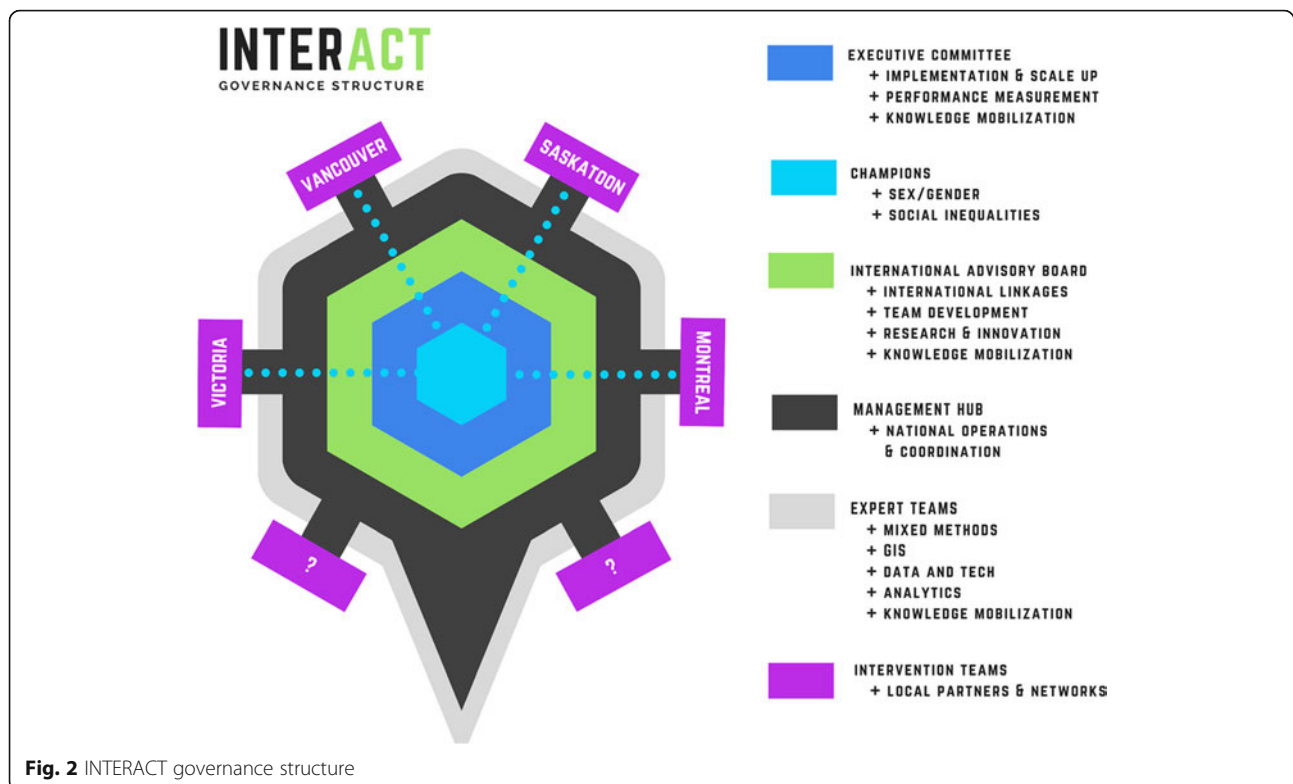 INTERACT
GOVERNANCE STRUCTURE
VANCOUVER
SASKATOON
VICTORIA
MONTREAL
?
?
EXECUTIVE COMMITTEE
+ IMPLEMENTATION & SCALE UP
+ PERFORMANCE MEASUREMENT
+ KNOWLEDGE MOBILIZATION
CHAMPIONS
+ SEX/GENDER
+ SOCIAL INEQUALITIES
INTERNATIONAL ADVISORY BOARD
+ INTERNATIONAL LINKAGES
+ TEAM DEVELOPMENT
+ RESEARCH & INNOVATION
+ KNOWLEDGE MOBILIZATION
MANAGEMENT HUB
+ NATIONAL OPERATIONS
& COORDINATION
EXPERT TEAMS
+ MIXED METHODS
+ GIS
+ DATA AND TECH
+ ANALYTICS
+ KNOWLEDGE MOBILIZATION
INTERVENTION TEAMS
+ LOCAL PARTNERS & NETWORKS
Fig. 2 INTERACT governance structure